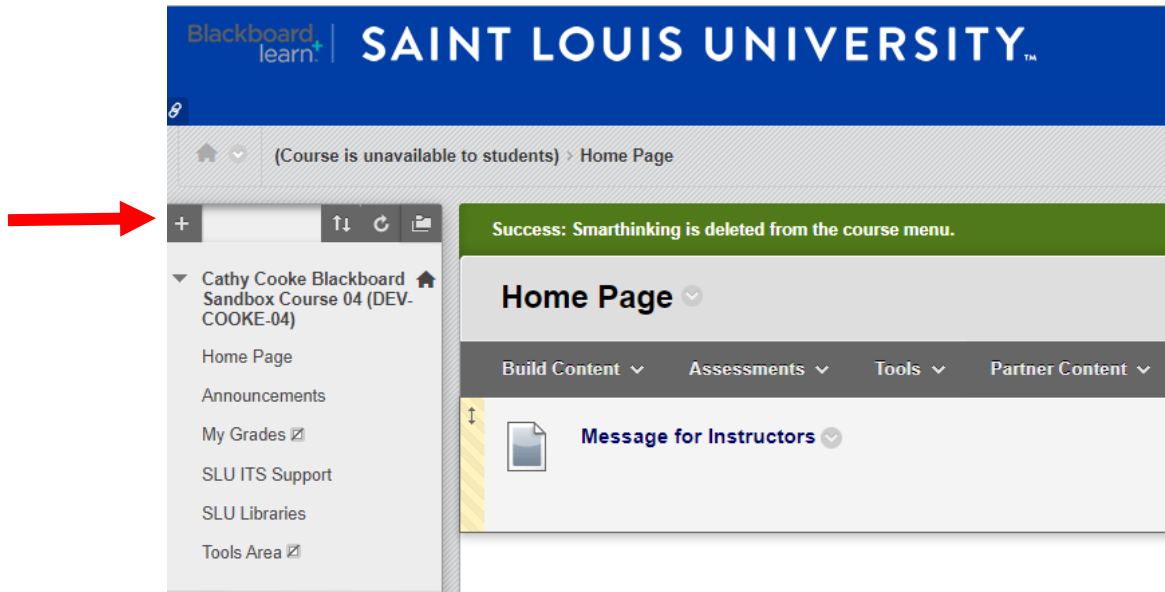 Blackboard
learn+
SAINT LOUIS UNIVERSITY™
(Course is unavailable to students) > Home Page
+
Success: Smarthinking is deleted from the course menu.
Cathy Cooke Blackboard
Sandbox Course 04 (DEV-
COOKE-04)
Home Page
Announcements
My Grades
SLU ITS Support
SLU Libraries
Tools Area
Home Page
Build Content
Assessments
Tools
Partner Content
Message for Instructors